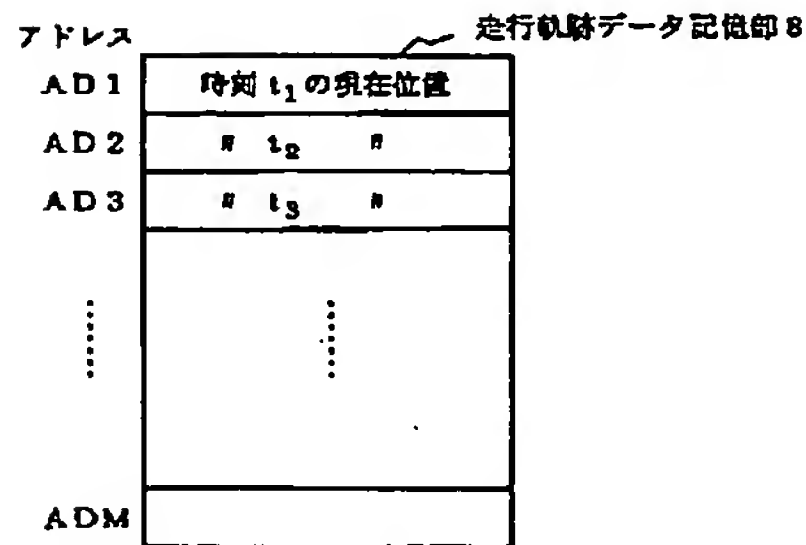 走行軌跡データ記憶部8
アドレス
AD1 時刻 t₁ の現在位置
AD2 〃 t₂ 〃
AD3 〃 t₃ 〃
ADM